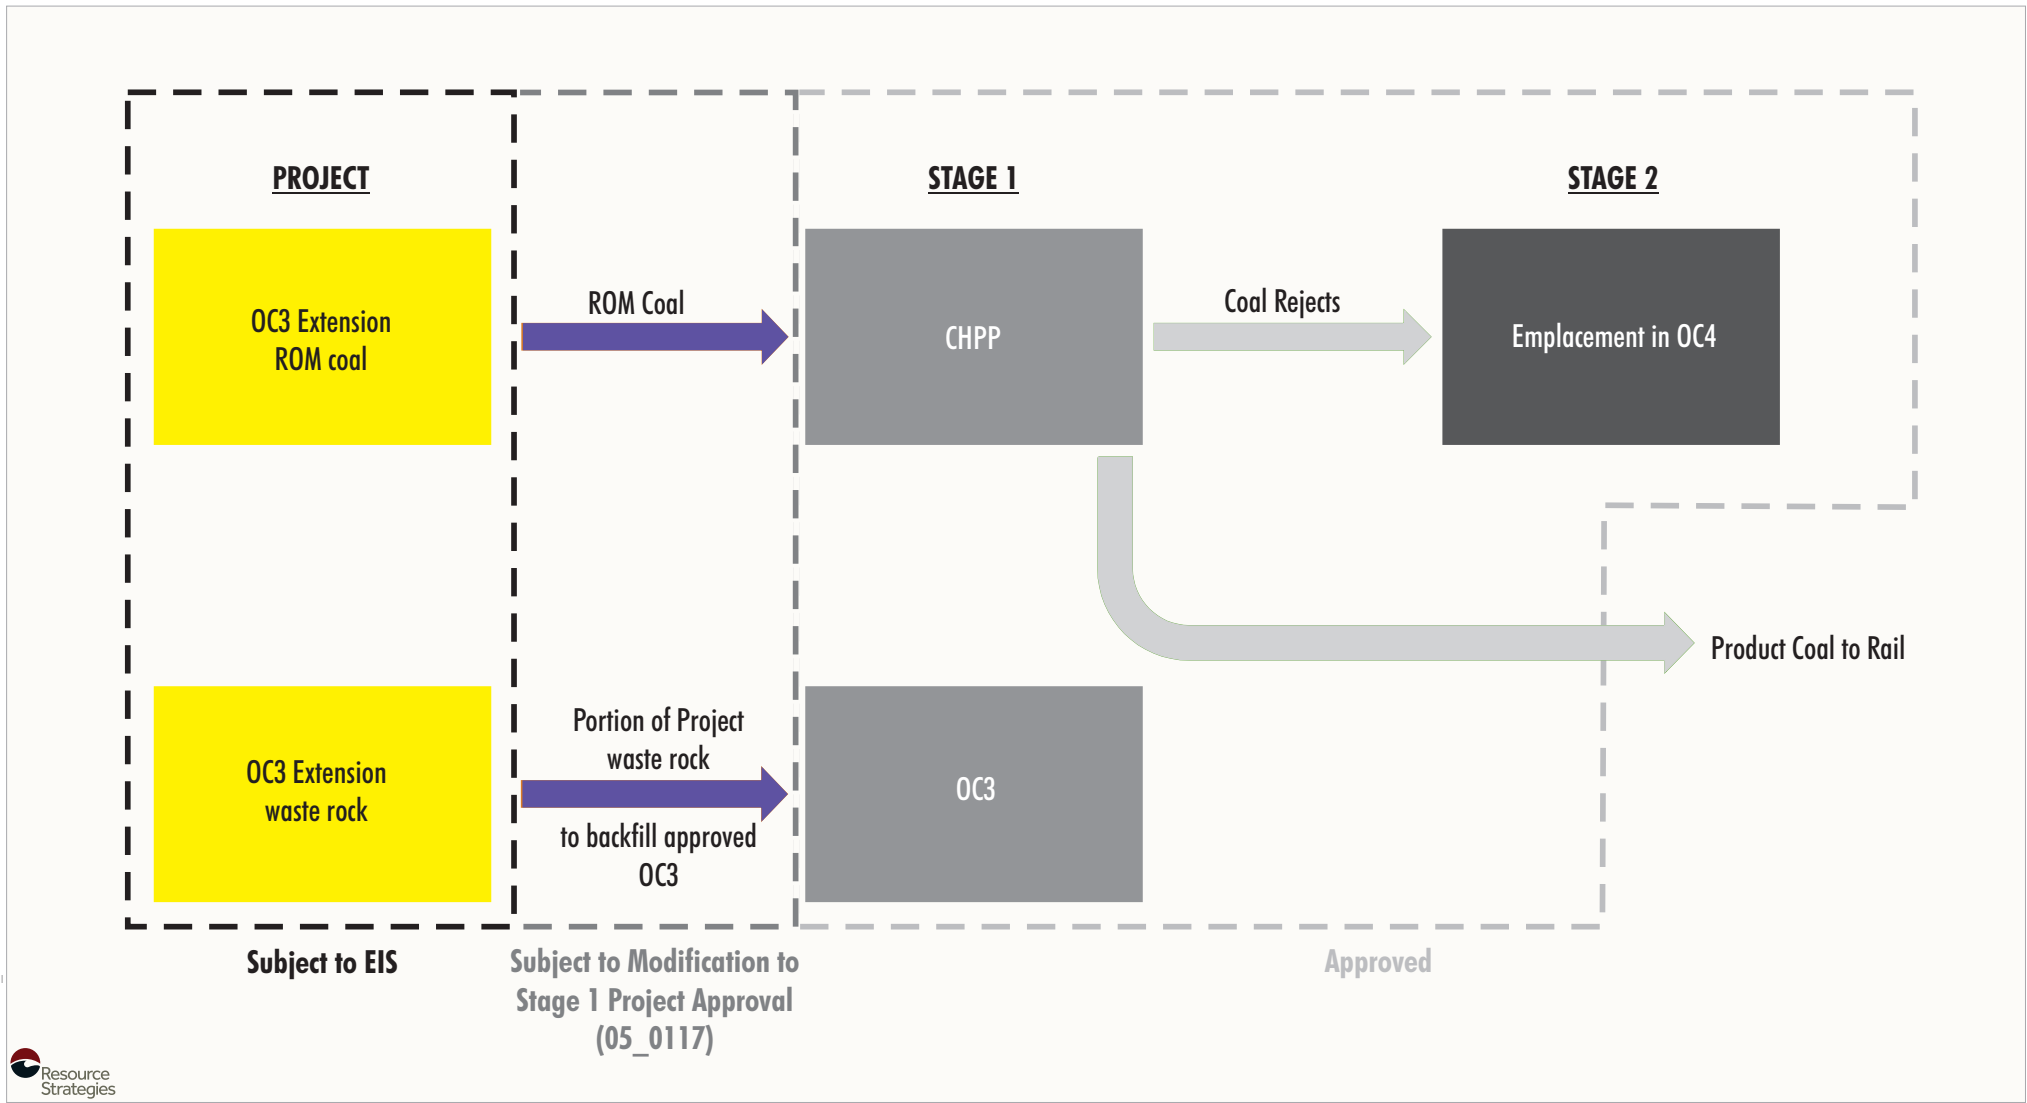 PROJECT
STAGE 1
STAGE 2
OC3 Extension
ROM coal
ROM Coal
CHPP
Coal Rejects
Emplacement in OC4
Product Coal to Rail
OC3 Extension
waste rock
Portion of Project
waste rock
to backfill approved
OC3
OC3
Subject to EIS
Subject to Modification to
Stage 1 Project Approval
(05_0117)
Approved
Resource
Strategies